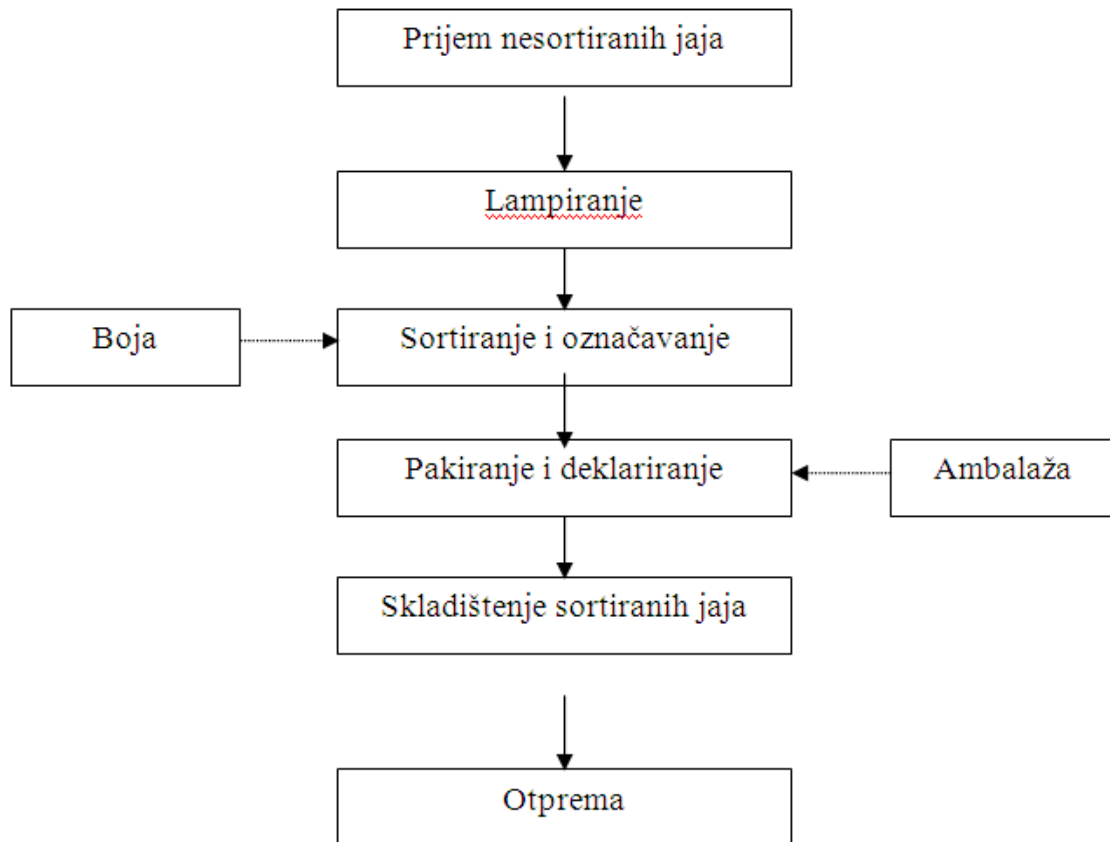 Prijem nesortiranih jaja
Lampiranje
Boja
Sortiranje i označavanje
Pakiranje i deklariranje
Ambalaža
Skladištenje sortiranih jaja
Otprema